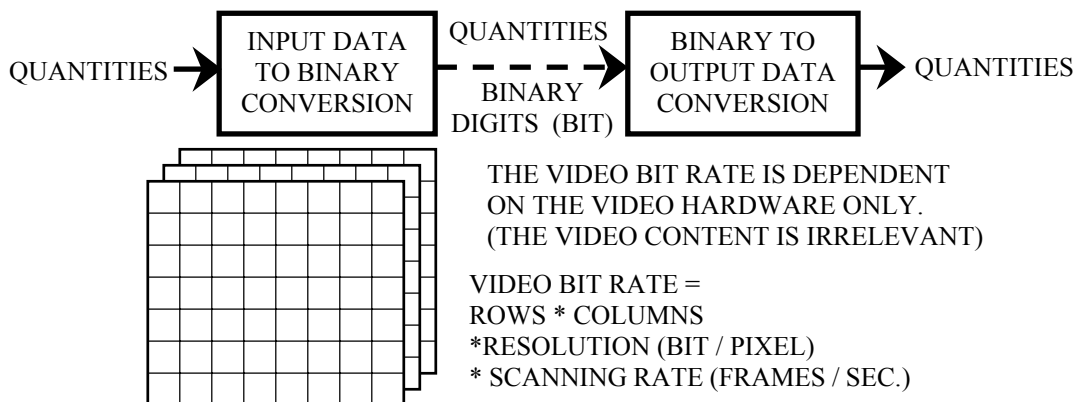 QUANTITIES
INPUT DATA
TO BINARY
CONVERSION
QUANTITIES
BINARY
DIGITS (BIT)
BINARY TO
OUTPUT DATA
CONVERSION
QUANTITIES
THE VIDEO BIT RATE IS DEPENDENT
ON THE VIDEO HARDWARE ONLY.
(THE VIDEO CONTENT IS IRRELEVANT)
VIDEO BIT RATE =
ROWS * COLUMNS
*RESOLUTION (BIT / PIXEL)
* SCANNING RATE (FRAMES / SEC.)